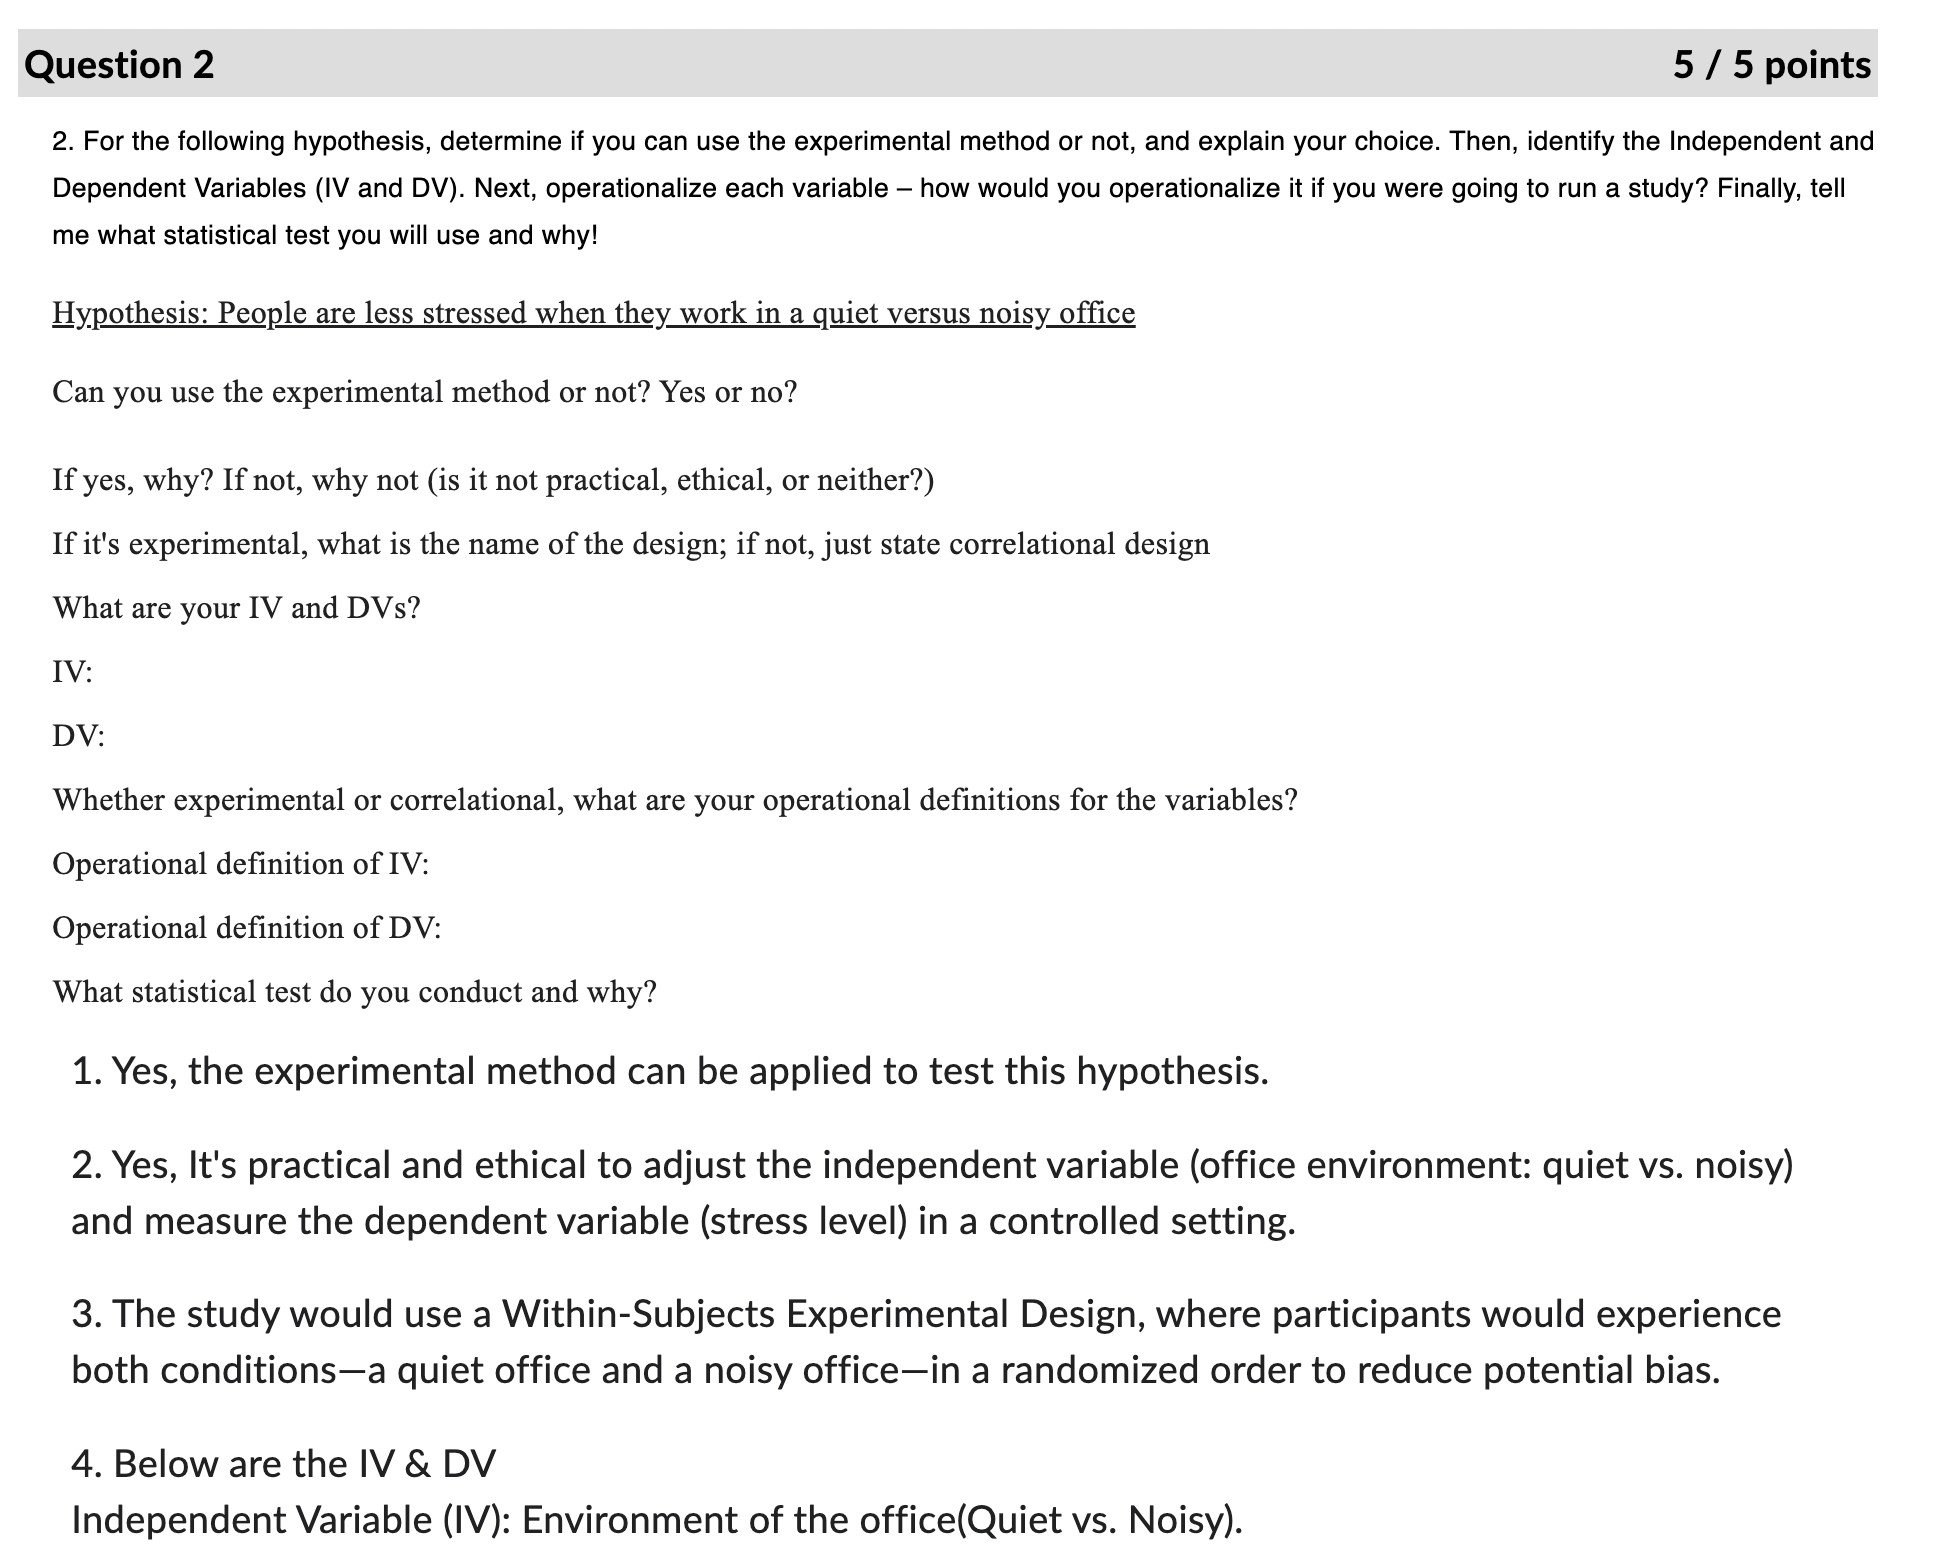 Question 2 5 / 5 points
2. For the following hypothesis, determine if you can use the experimental method or not, and explain your choice. Then, identify the Independent and
Dependent Variables (IV and DV). Next, operationalize each variable – how would you operationalize it if you were going to run a study? Finally, tell
me what statistical test you will use and why!
Hypothesis: People are less stressed when they work in a quiet versus noisy office
Can you use the experimental method or not? Yes or no?
If yes, why? If not, why not (is it not practical, ethical, or neither?)
If it's experimental, what is the name of the design; if not, just state correlational design
What are your IV and DVs?
IV:
DV:
Whether experimental or correlational, what are your operational definitions for the variables?
Operational definition of IV:
Operational definition of DV:
What statistical test do you conduct and why?
1. Yes, the experimental method can be applied to test this hypothesis.
2. Yes, It's practical and ethical to adjust the independent variable (office environment: quiet vs. noisy)
and measure the dependent variable (stress level) in a controlled setting.
3. The study would use a Within-Subjects Experimental Design, where participants would experience
both conditions—a quiet office and a noisy office—in a randomized order to reduce potential bias.
4. Below are the IV & DV
Independent Variable (IV): Environment of the office(Quiet vs. Noisy).